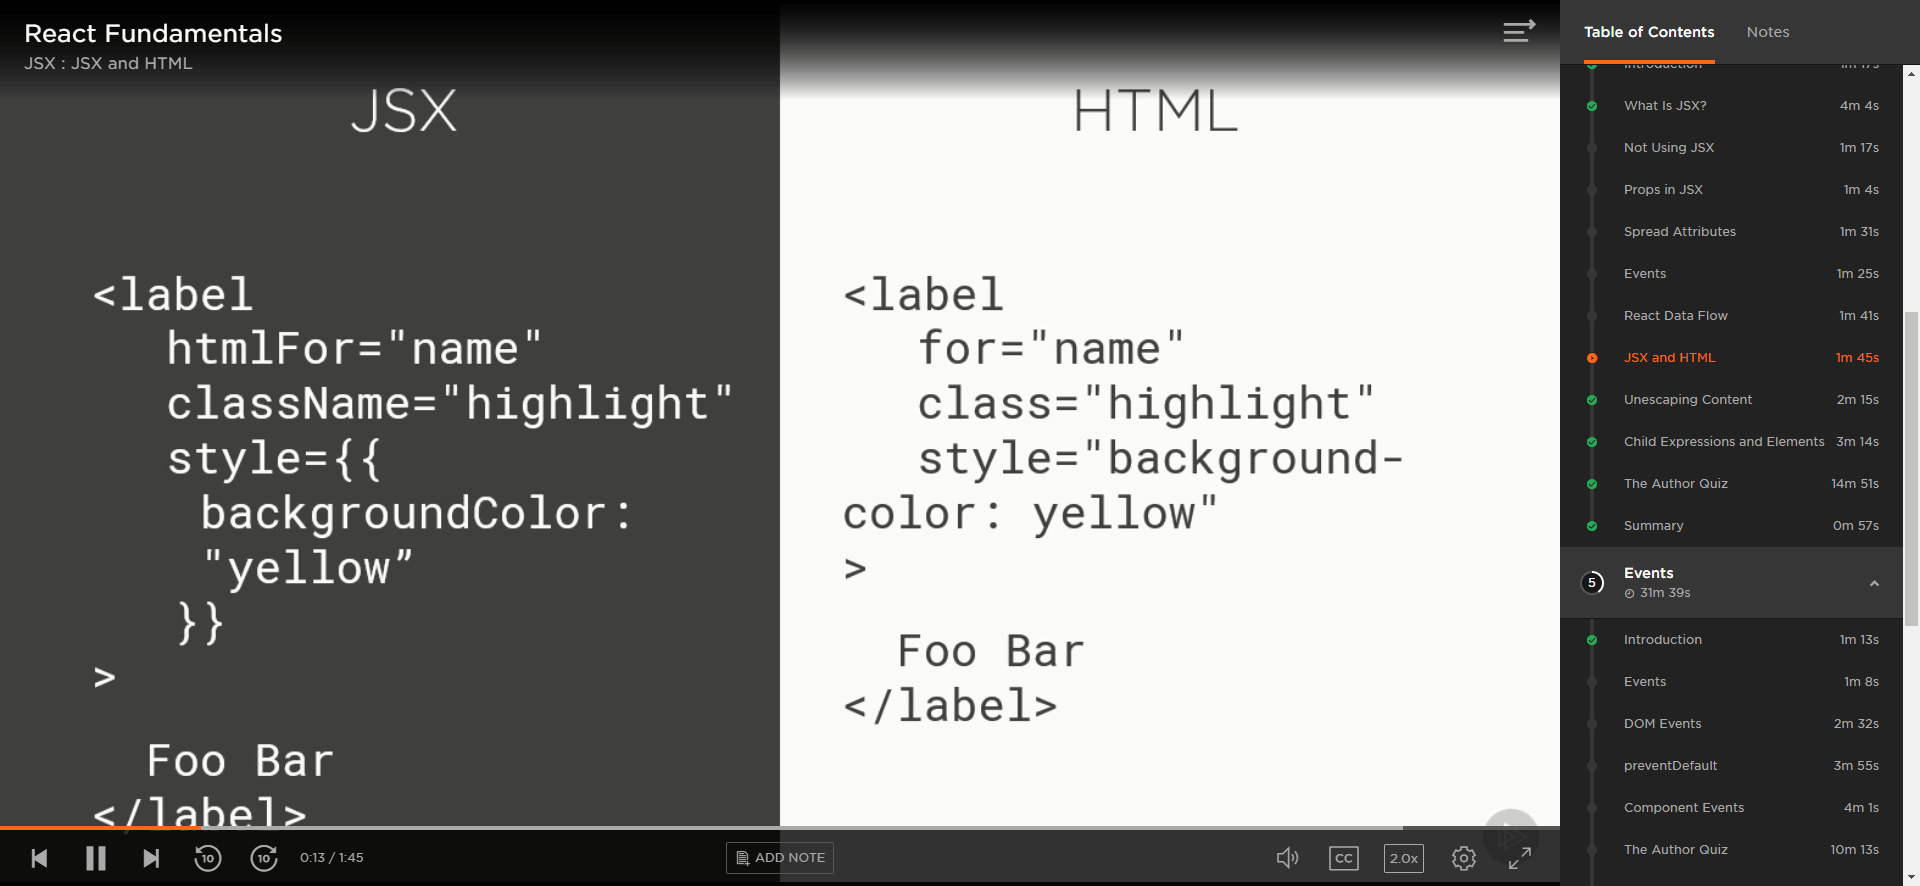 React Fundamentals
JSX : JSX and HTML
JSX
<label
htmlFor="name"
className="highlight"
style={{
backgroundColor:
"yellow”
}}
>
Foo Bar
</label>
HTML
<label
for="name"
class="highlight"
style="background-
color: yellow"
>
Foo Bar
</label>
10
10
0:13 / 1:45
ADD NOTE
CC
2.0x
Table of Contents
Notes
Introduction 1m 17s
What Is JSX? 4m 4s
Not Using JSX 1m 17s
Props in JSX 1m 4s
Spread Attributes 1m 31s
Events 1m 25s
React Data Flow 1m 41s
JSX and HTML 1m 45s
Unescaping Content 2m 15s
Child Expressions and Elements 3m 14s
The Author Quiz 14m 51s
Summary 0m 57s
5 Events
31m 39s
Introduction 1m 13s
Events 1m 8s
DOM Events 2m 32s
preventDefault 3m 55s
Component Events 4m 1s
The Author Quiz 10m 13s